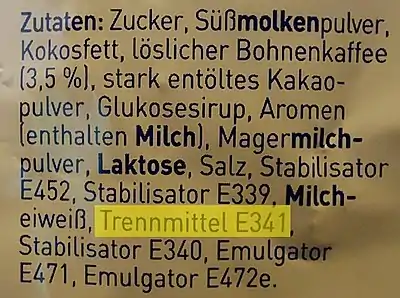 Zutaten: Zucker, Süßmolkenpulver,
Kokosfett, löslicher Bohnenkaffee
(3,5 %), stark entöltes Kakao-
pulver, Glukosesirup, Aromen
(enthalten Milch), Magermilch-
pulver, Laktose, Salz, Stabilisator
E452, Stabilisator E339, Milch-
eiweiß, Trennmittel E341,
Stabilisator E340, Emulgator
E471, Emulgator E472e.